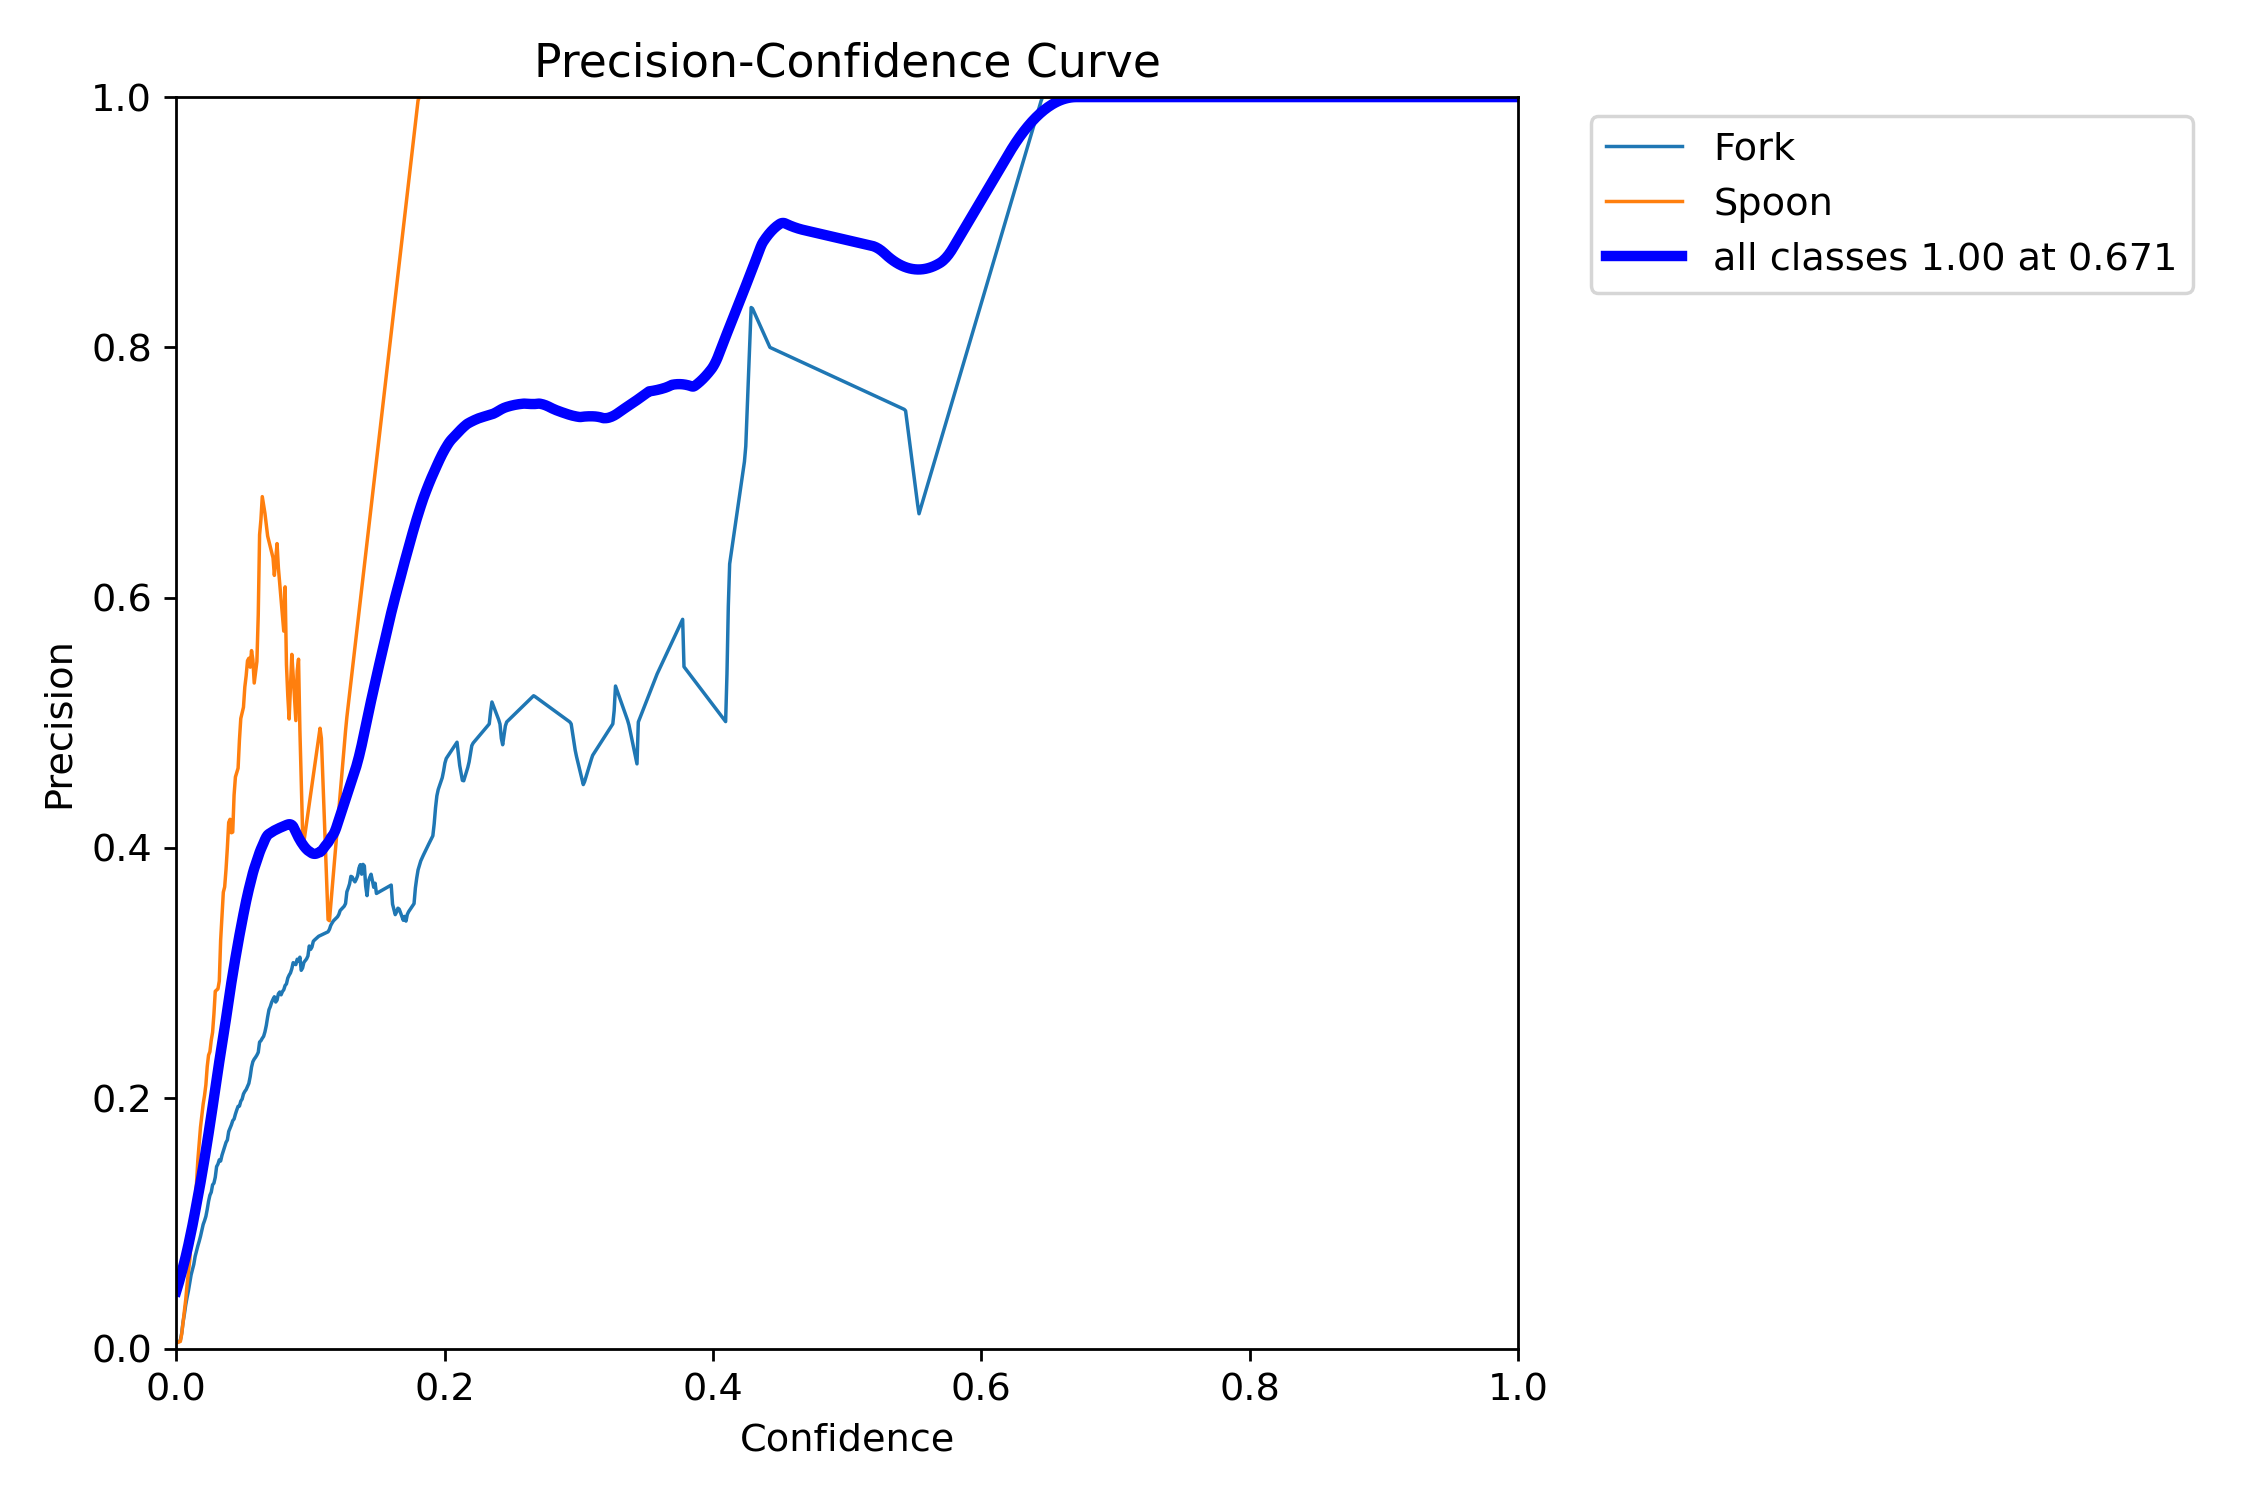 Precision-Confidence Curve
1.0
0.8
0.6
0.4
0.2
0.0
Precision
0.0 0.2 0.4 0.6 0.8 1.0
Confidence
Fork
Spoon
all classes 1.00 at 0.671